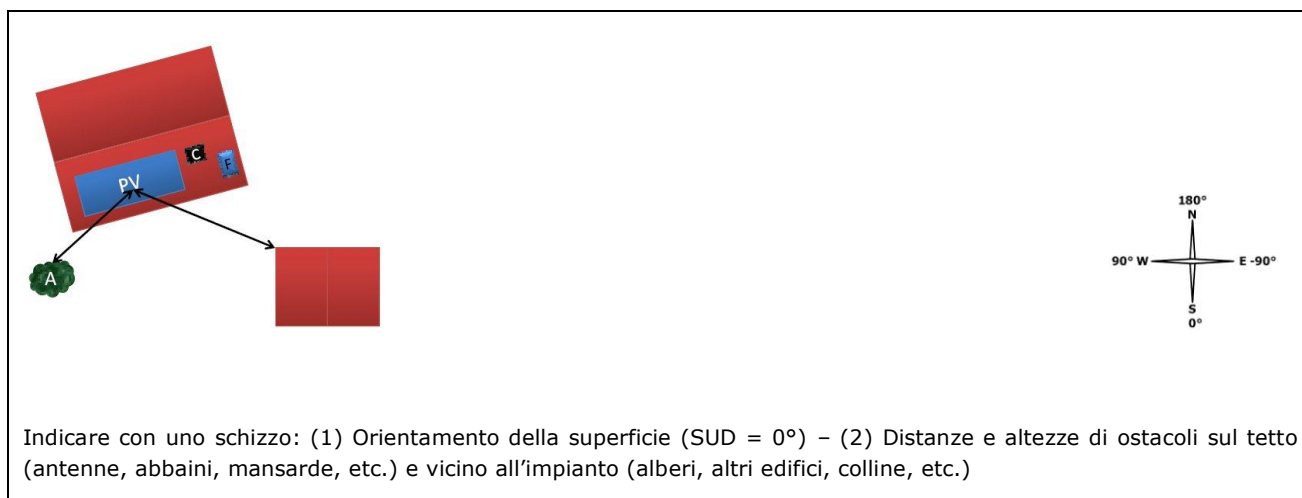 C
F
PV
A
180°
N
90° W
E -90°
S
0°
Indicare con uno schizzo: (1) Orientamento della superficie (SUD = 0°) – (2) Distanze e altezze di ostacoli sul tetto
(antenne, abbaini, mansarde, etc.) e vicino all’impianto (alberi, altri edifici, colline, etc.)